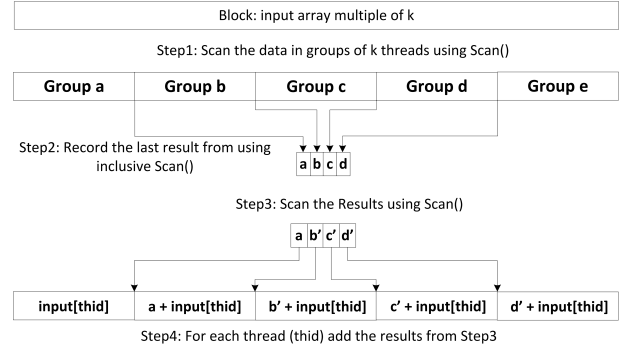 Block: input array multiple of k
Step1: Scan the data in groups of k threads using Scan()
Group a Group b Group c Group d Group e
Step2: Record the last result from using
inclusive Scan()
a b c d
Step3: Scan the Results using Scan()
a b’ c’ d’
input[thid] a + input[thid] b’ + input[thid] c’ + input[thid] d’ + input[thid]
Step4: For each thread (thid) add the results from Step3